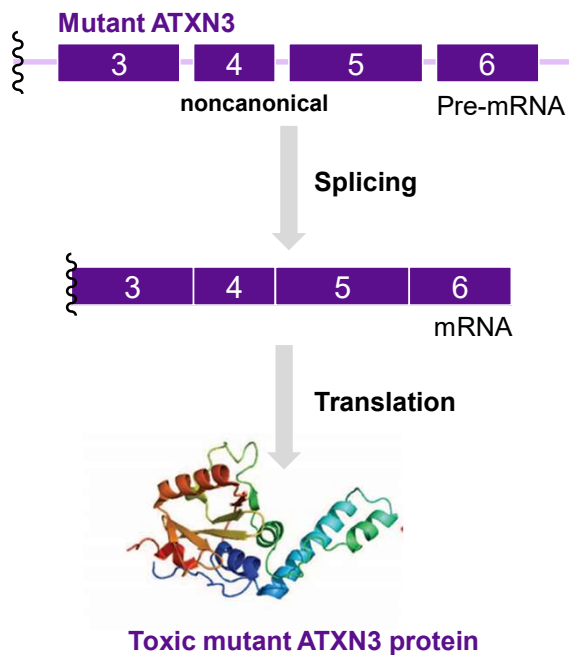 Mutant ATXN3
3 4 5 6
noncanonical
Pre-mRNA
Splicing
3 4 5 6
mRNA
Translation
Toxic mutant ATXN3 protein